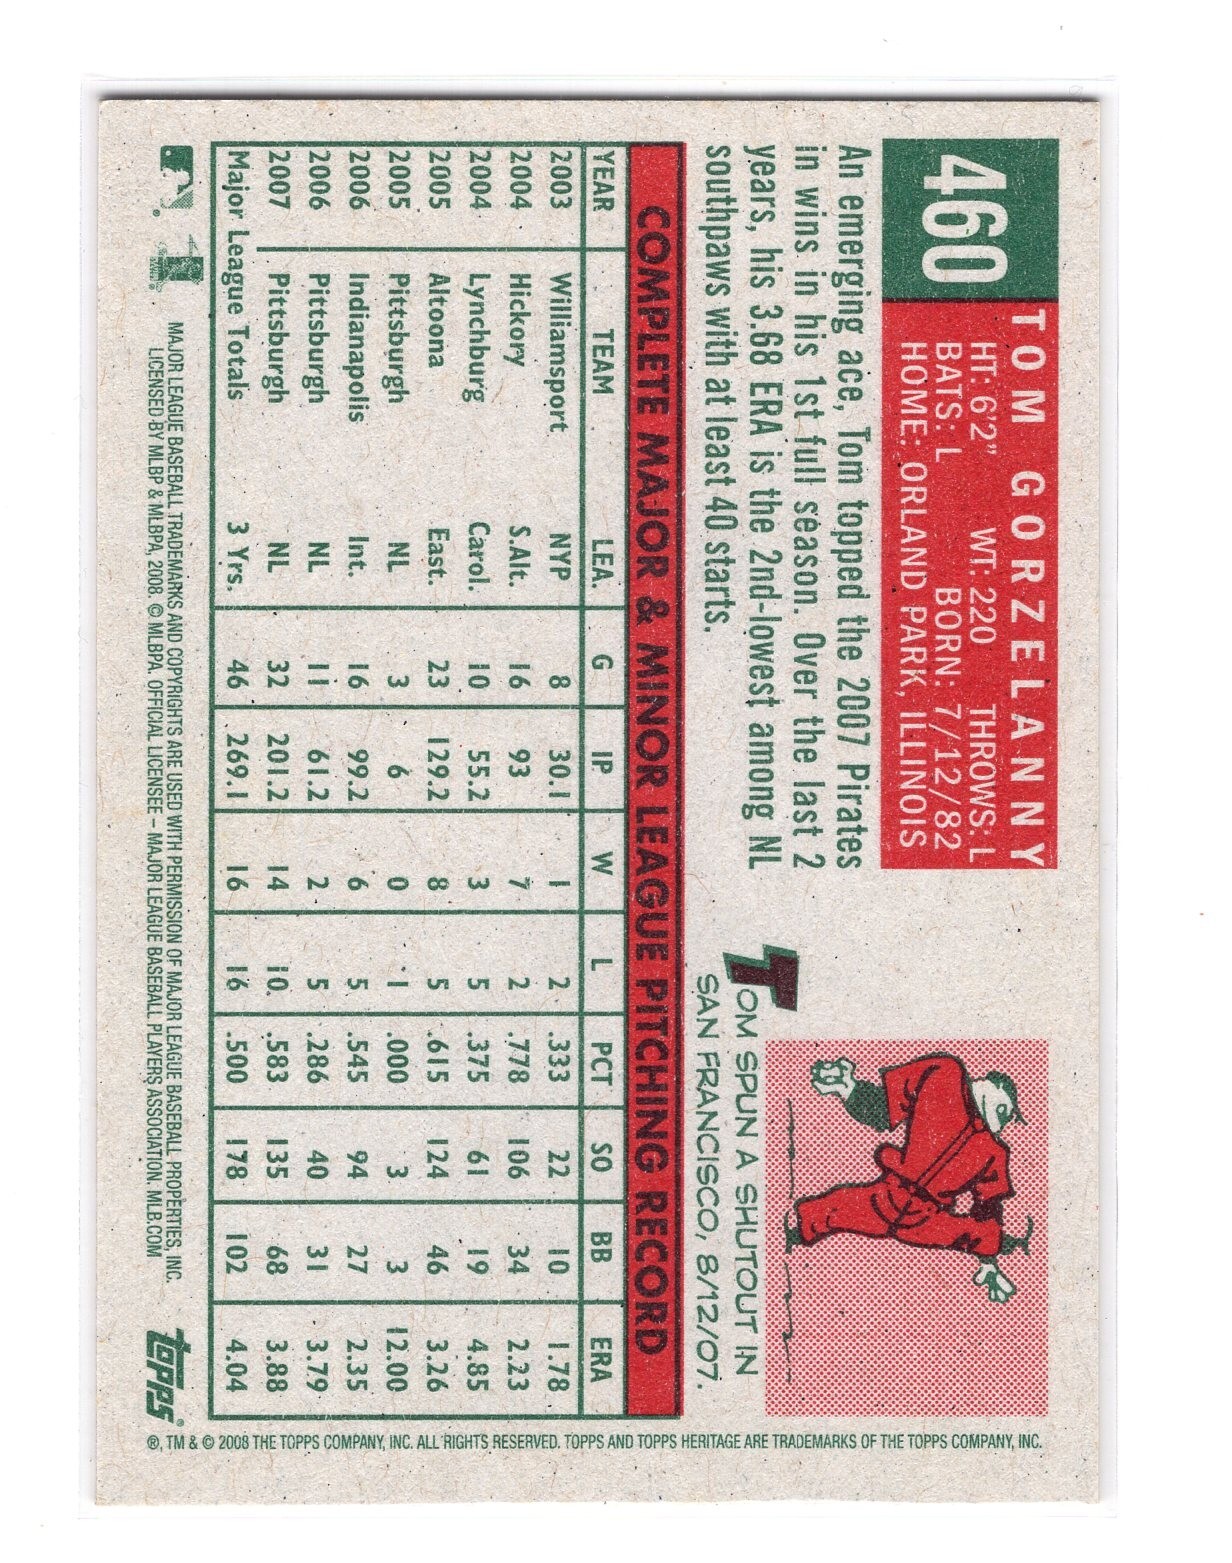 460
TOM GORZELANNY
HT: 6'2" WT: 220 THROWS: L
BATS: L BORN: 7/12/82
HOME: ORLAND PARK, ILLINOIS
An emerging ace, Tom topped the 2007 Pirates
in wins in his 1st full season. Over the last 2
years, his 3.68 ERA is the 2nd-lowest among NL
southpaws with at least 40 starts.
TOM SPUN A SHUTOUT IN
SAN FRANCISCO, 8/12/07.
COMPLETE MAJOR & MINOR LEAGUE PITCHING RECORD
YEAR TEAM LEA. G IP W L PCT SO BB ERA
2003 Williamsport NYP 8 30.1 1 2 .333 22 10 1.78
2004 Hickory S.Alt. 16 93 7 2 .778 106 34 2.23
2004 Lynchburg Carol. 10 55.2 3 5 .375 61 19 4.85
2005 Altoona East. 23 129.2 8 5 .615 124 46 3.26
2005 Pittsburgh NL 3 6 0 1 .000 3 3 12.00
2006 Indianapolis Int. 16 99.2 6 5 .545 94 27 2.35
2006 Pittsburgh NL 11 61.2 2 5 .286 40 31 3.79
2007 Pittsburgh NL 32 201.2 14 10 .583 135 68 3.88
Major League Totals 3 Yrs. 46 269.1 16 16 .500 178 102 4.04
MAJOR LEAGUE BASEBALL TRADEMARKS AND COPYRIGHTS ARE USED WITH PERMISSION OF MAJOR LEAGUE BASEBALL PROPERTIES, INC.
LICENSED BY MLBP & MLBPA, 2008. © MLBPA. OFFICIAL LICENSEE – MAJOR LEAGUE BASEBALL PLAYERS ASSOCIATION. MLB.COM
topps®
®, TM & © 2008 THE TOPPS COMPANY, INC. ALL RIGHTS RESERVED. TOPPS AND TOPPS HERITAGE ARE TRADEMARKS OF THE TOPPS COMPANY, INC.